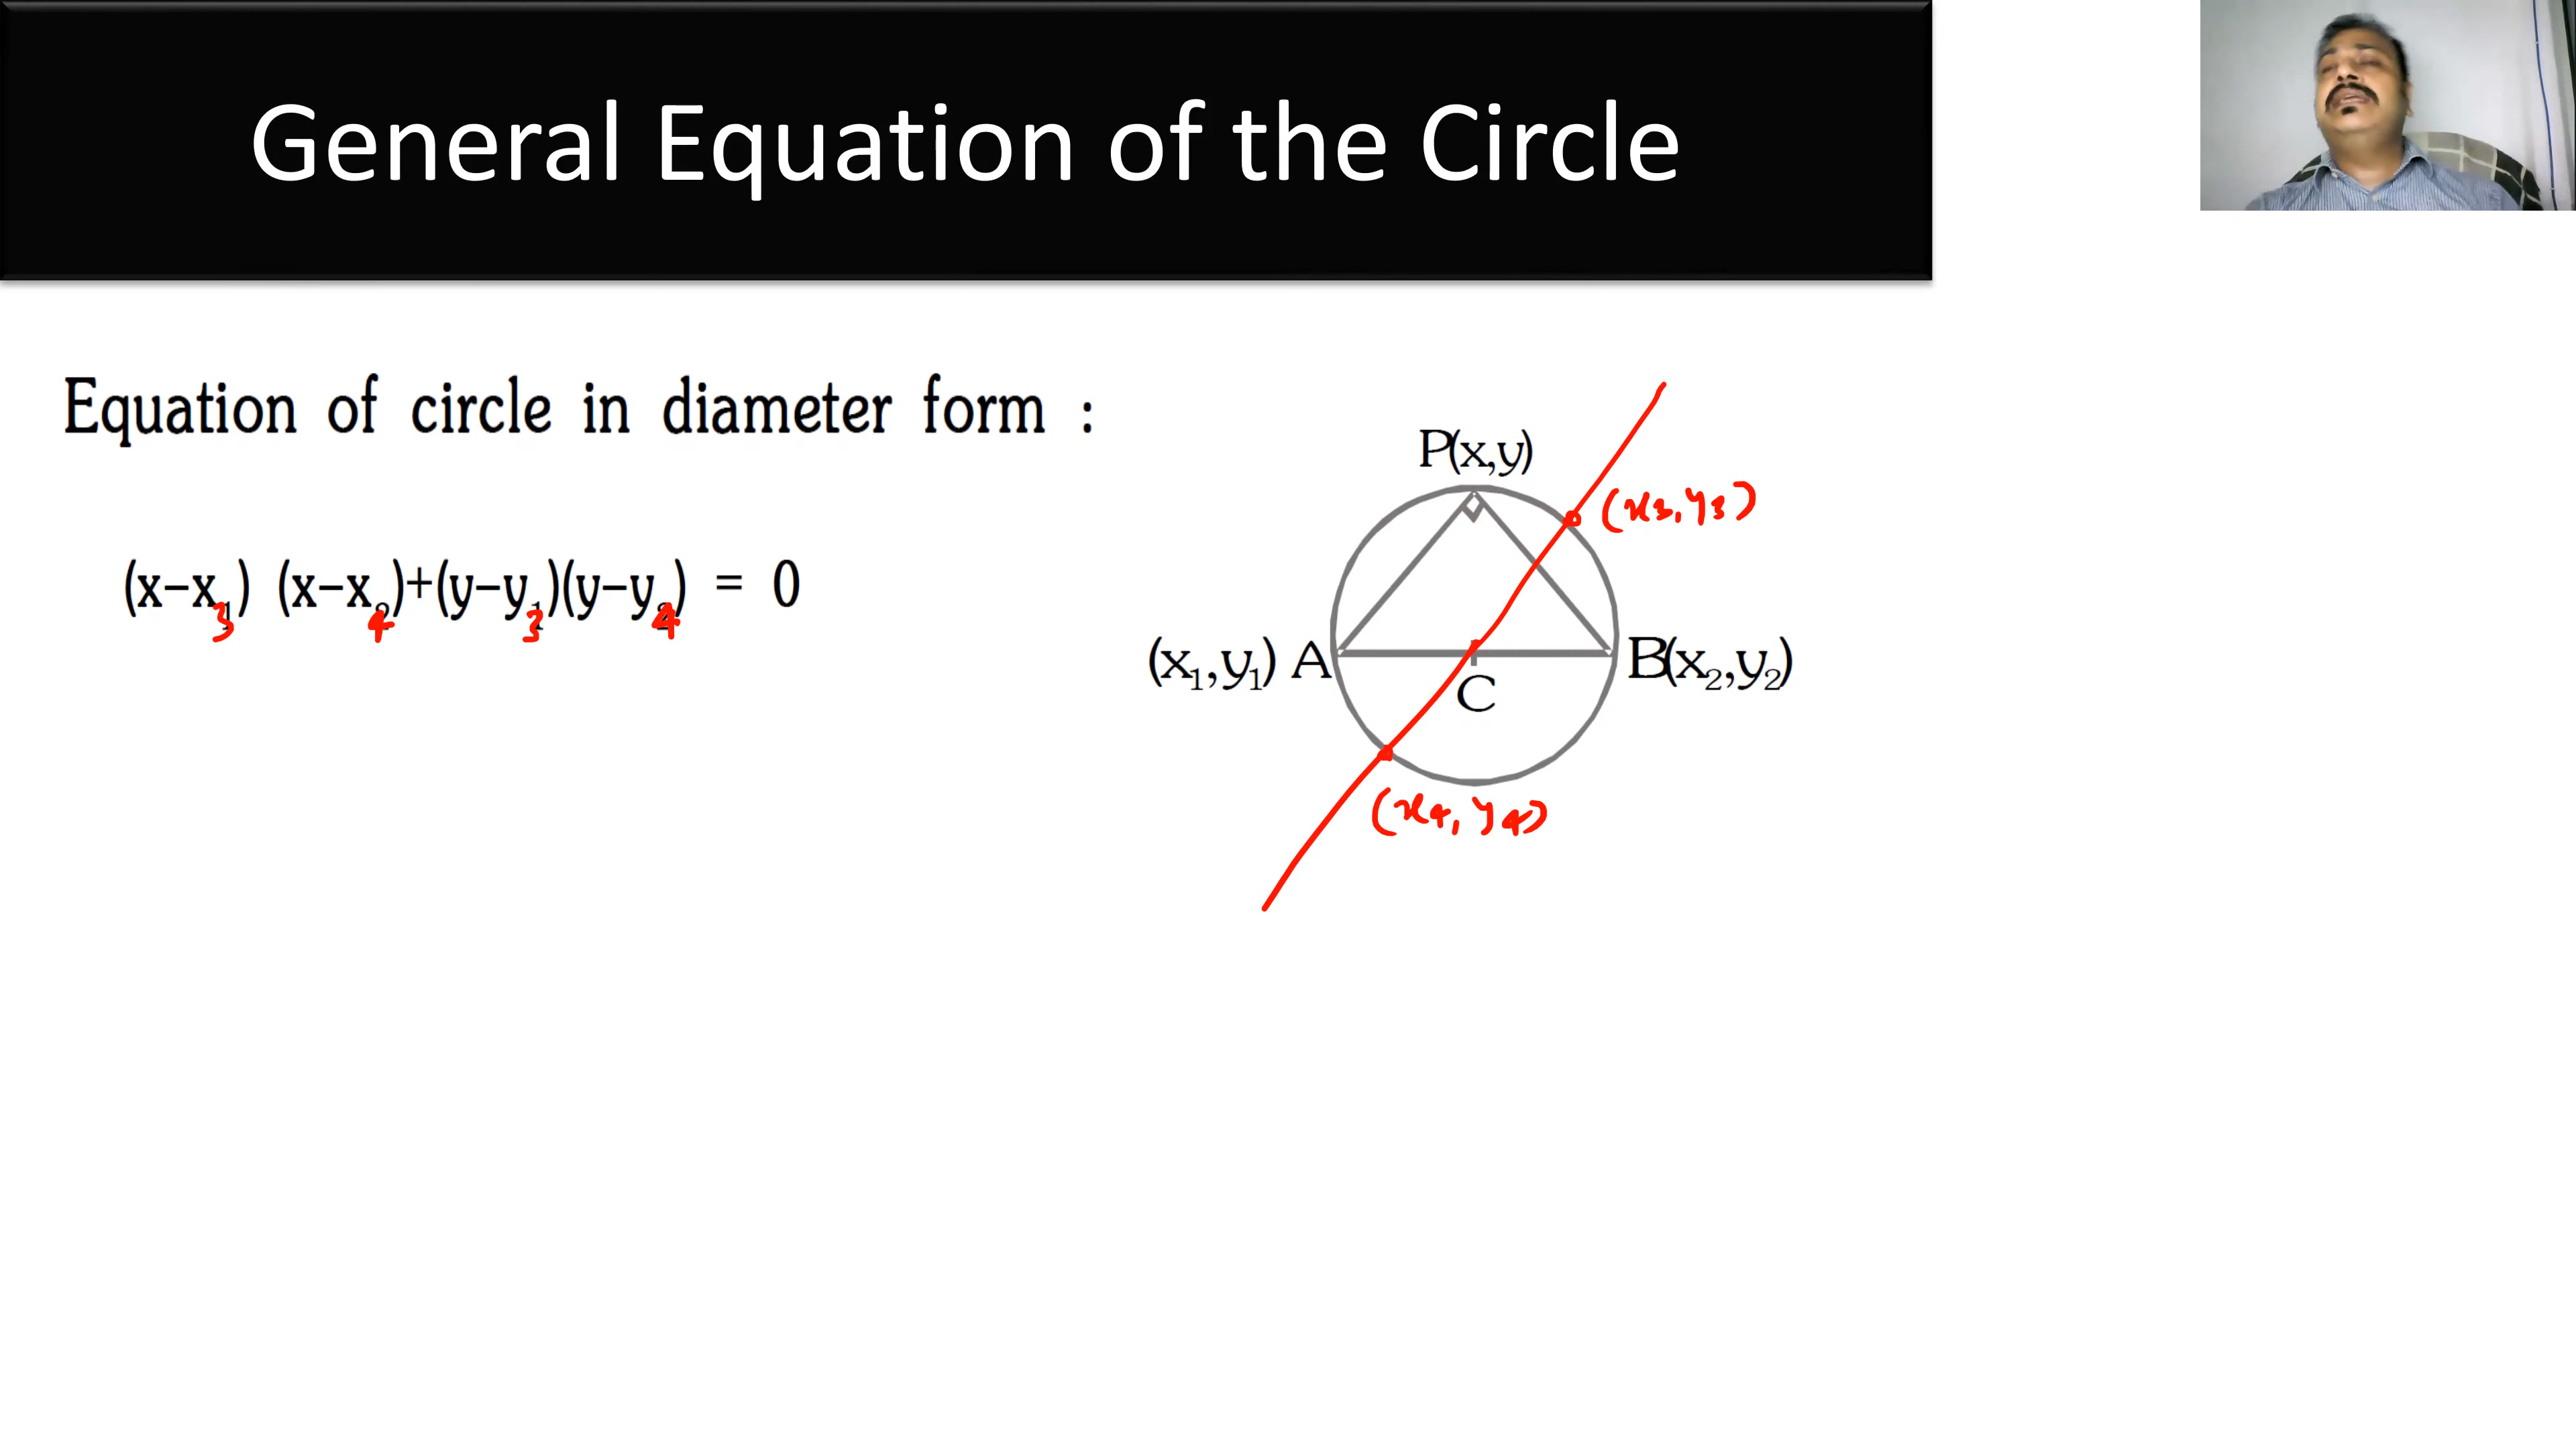 General Equation of the Circle
Equation of circle in diameter form :
(x–x₁) (x–x₂)+(y–y₁)(y–y₂) = 0
3 4 3 4
P(x,y)
(x₃,y₃)
(x₁,y₁) A
B(x₂,y₂)
C
(x₄,y₄)